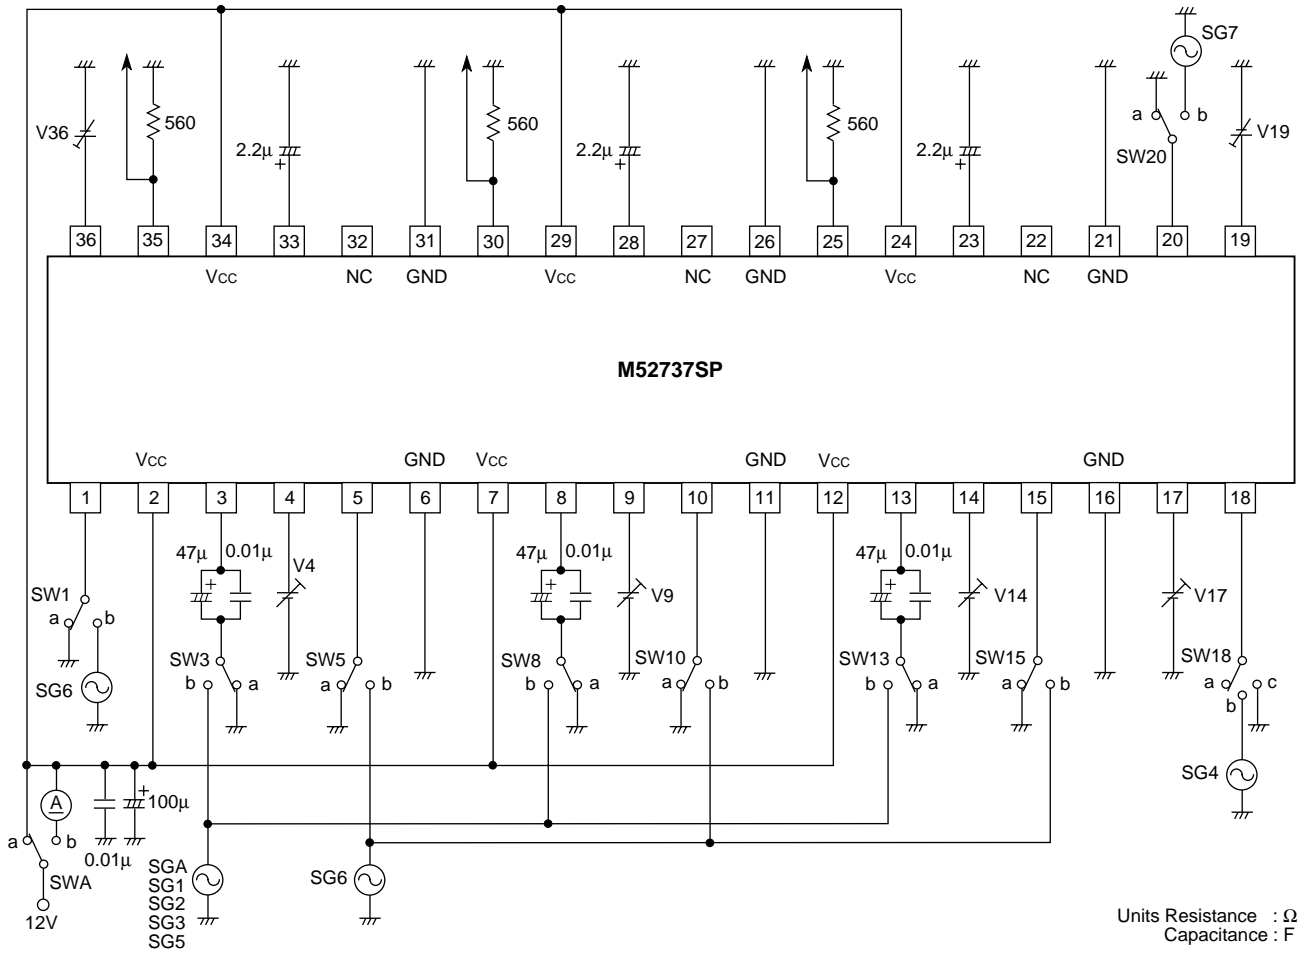 SG7
V36
560
2.2μ
560
2.2μ
560
2.2μ
a b
SW20
V19
36 35 34 33 32 31 30 29 28 27 26 25 24 23 22 21 20 19
VCC NC GND VCC NC GND VCC NC GND
M52737SP
VCC GND VCC GND VCC GND
1 2 3 4 5 6 7 8 9 10 11 12 13 14 15 16 17 18
47μ 0.01μ
V4
47μ 0.01μ
V9
47μ 0.01μ
V14
V17
SW1
a b
SG6
SW3
b a
SW5
a b
SW8
b a
SW10
a b
SW13
b a
SW15
a b
SW18
a b c
SG4
A
+
100μ
0.01μ
a b
SWA
12V
SGA
SG1
SG2
SG3
SG5
SG6
Units Resistance : Ω
Capacitance : F